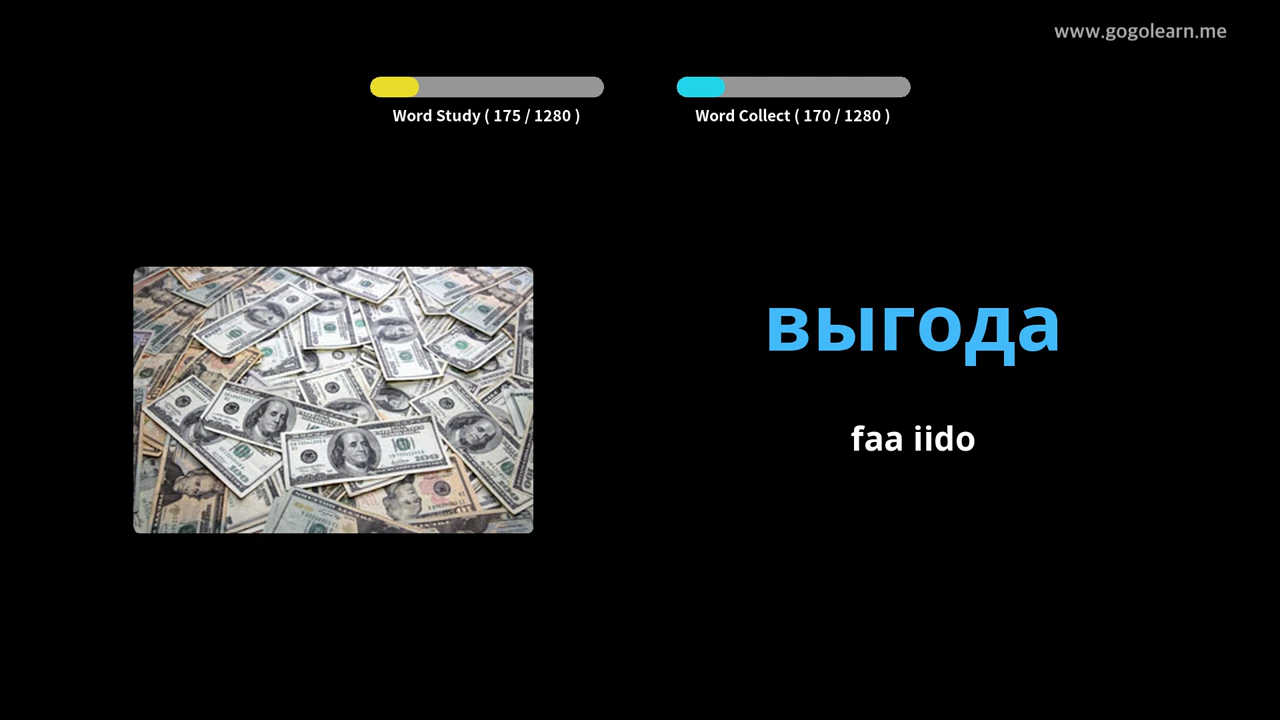 www.gogolearn.me
Word Study ( 175 / 1280 )
Word Collect ( 170 / 1280 )
выгода
faa iido